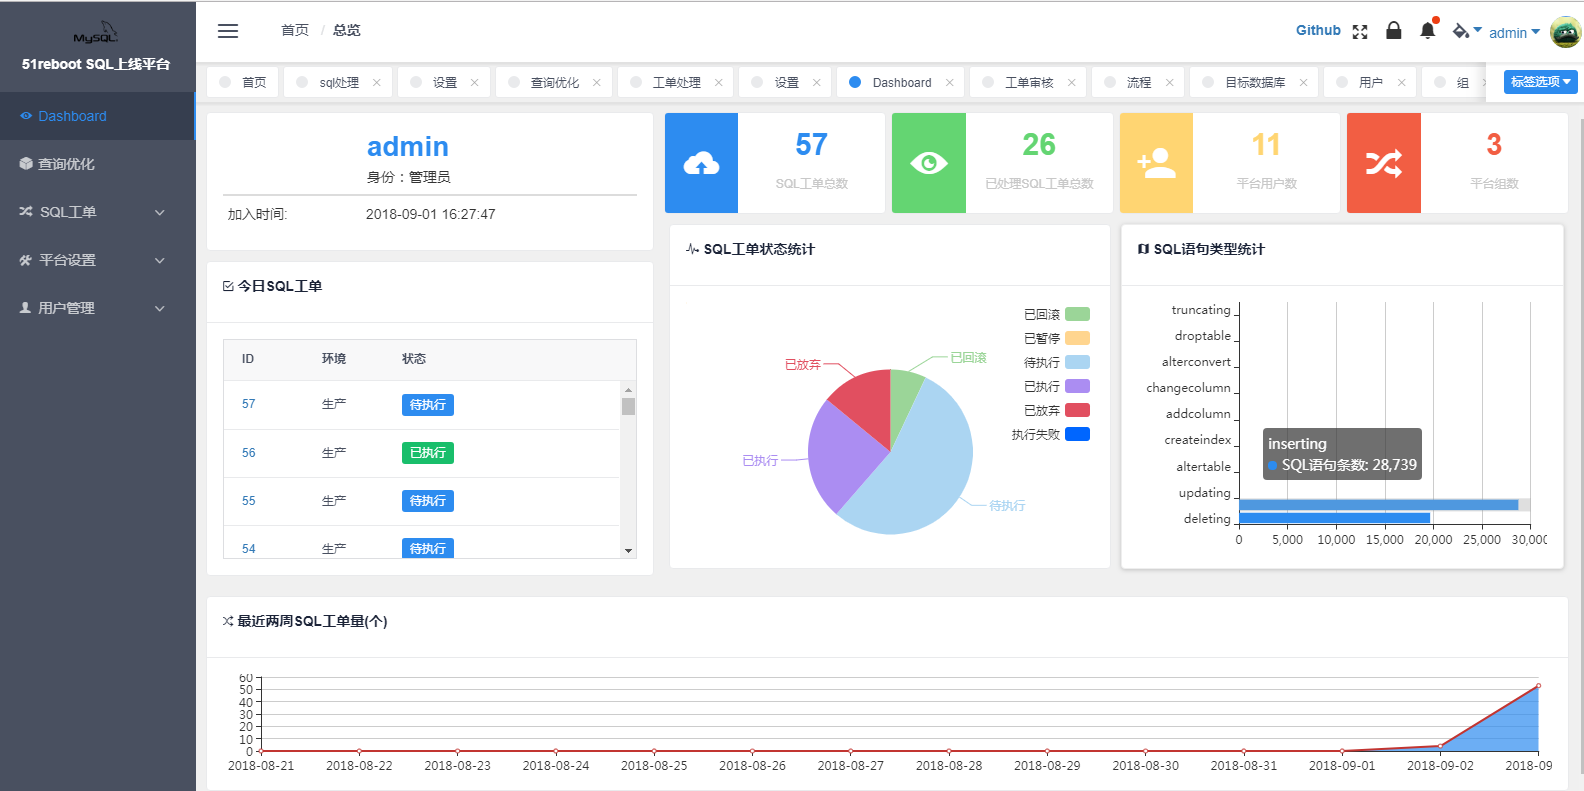 MySQL
51reboot SQL上线平台
Dashboard
查询优化
SQL工单
平台设置
用户管理
首页 / 总览
Github
admin
首页
sql处理
设置
查询优化
工单处理
设置
Dashboard
工单审核
流程
目标数据库
用户
组
标签选项
admin
身份：管理员
加入时间: 2018-09-01 16:27:47
57
SQL工单总数
26
已处理SQL工单总数
11
平台用户数
3
平台组数
今日SQL工单
ID 环境 状态
57 生产 待执行
56 生产 已执行
55 生产 待执行
54 生产 待执行
SQL工单状态统计
已回滚
已暂停
待执行
已执行
已放弃
执行失败
已放弃
已回滚
已执行
待执行
SQL语句类型统计
truncating
droptable
alterconvert
changecolumn
addcolumn
createindex
altertable
updating
deleting
inserting
SQL语句条数: 28,739
0 5,000 10,000 15,000 20,000 25,000 30,000
最近两周SQL工单量(个)
60
50
40
30
20
10
0
2018-08-21 2018-08-22 2018-08-23 2018-08-24 2018-08-25 2018-08-26 2018-08-27 2018-08-28 2018-08-29 2018-08-30 2018-08-31 2018-09-01 2018-09-02 2018-09